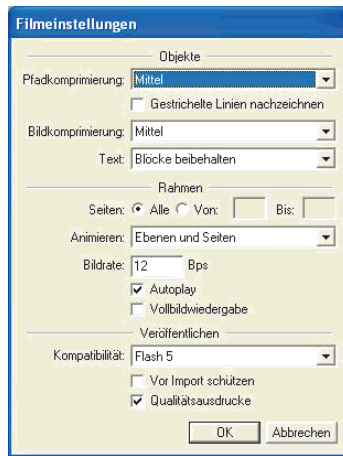 Filmeinstellungen
Objekte
Pfadkomprimierung: Mittel
Gestrichelte Linien nachzeichnen
Bildkomprimierung: Mittel
Text: Blöcke beibehalten
Rahmen
Seiten: Alle Von: Bis:
Animieren: Ebenen und Seiten
Bildrate: 12 Bps
Autoplay
Vollbildwiedergabe
Veröffentlichen
Kompatibilität: Flash 5
Vor Import schützen
Qualitätsausdrucke
OK Abbrechen